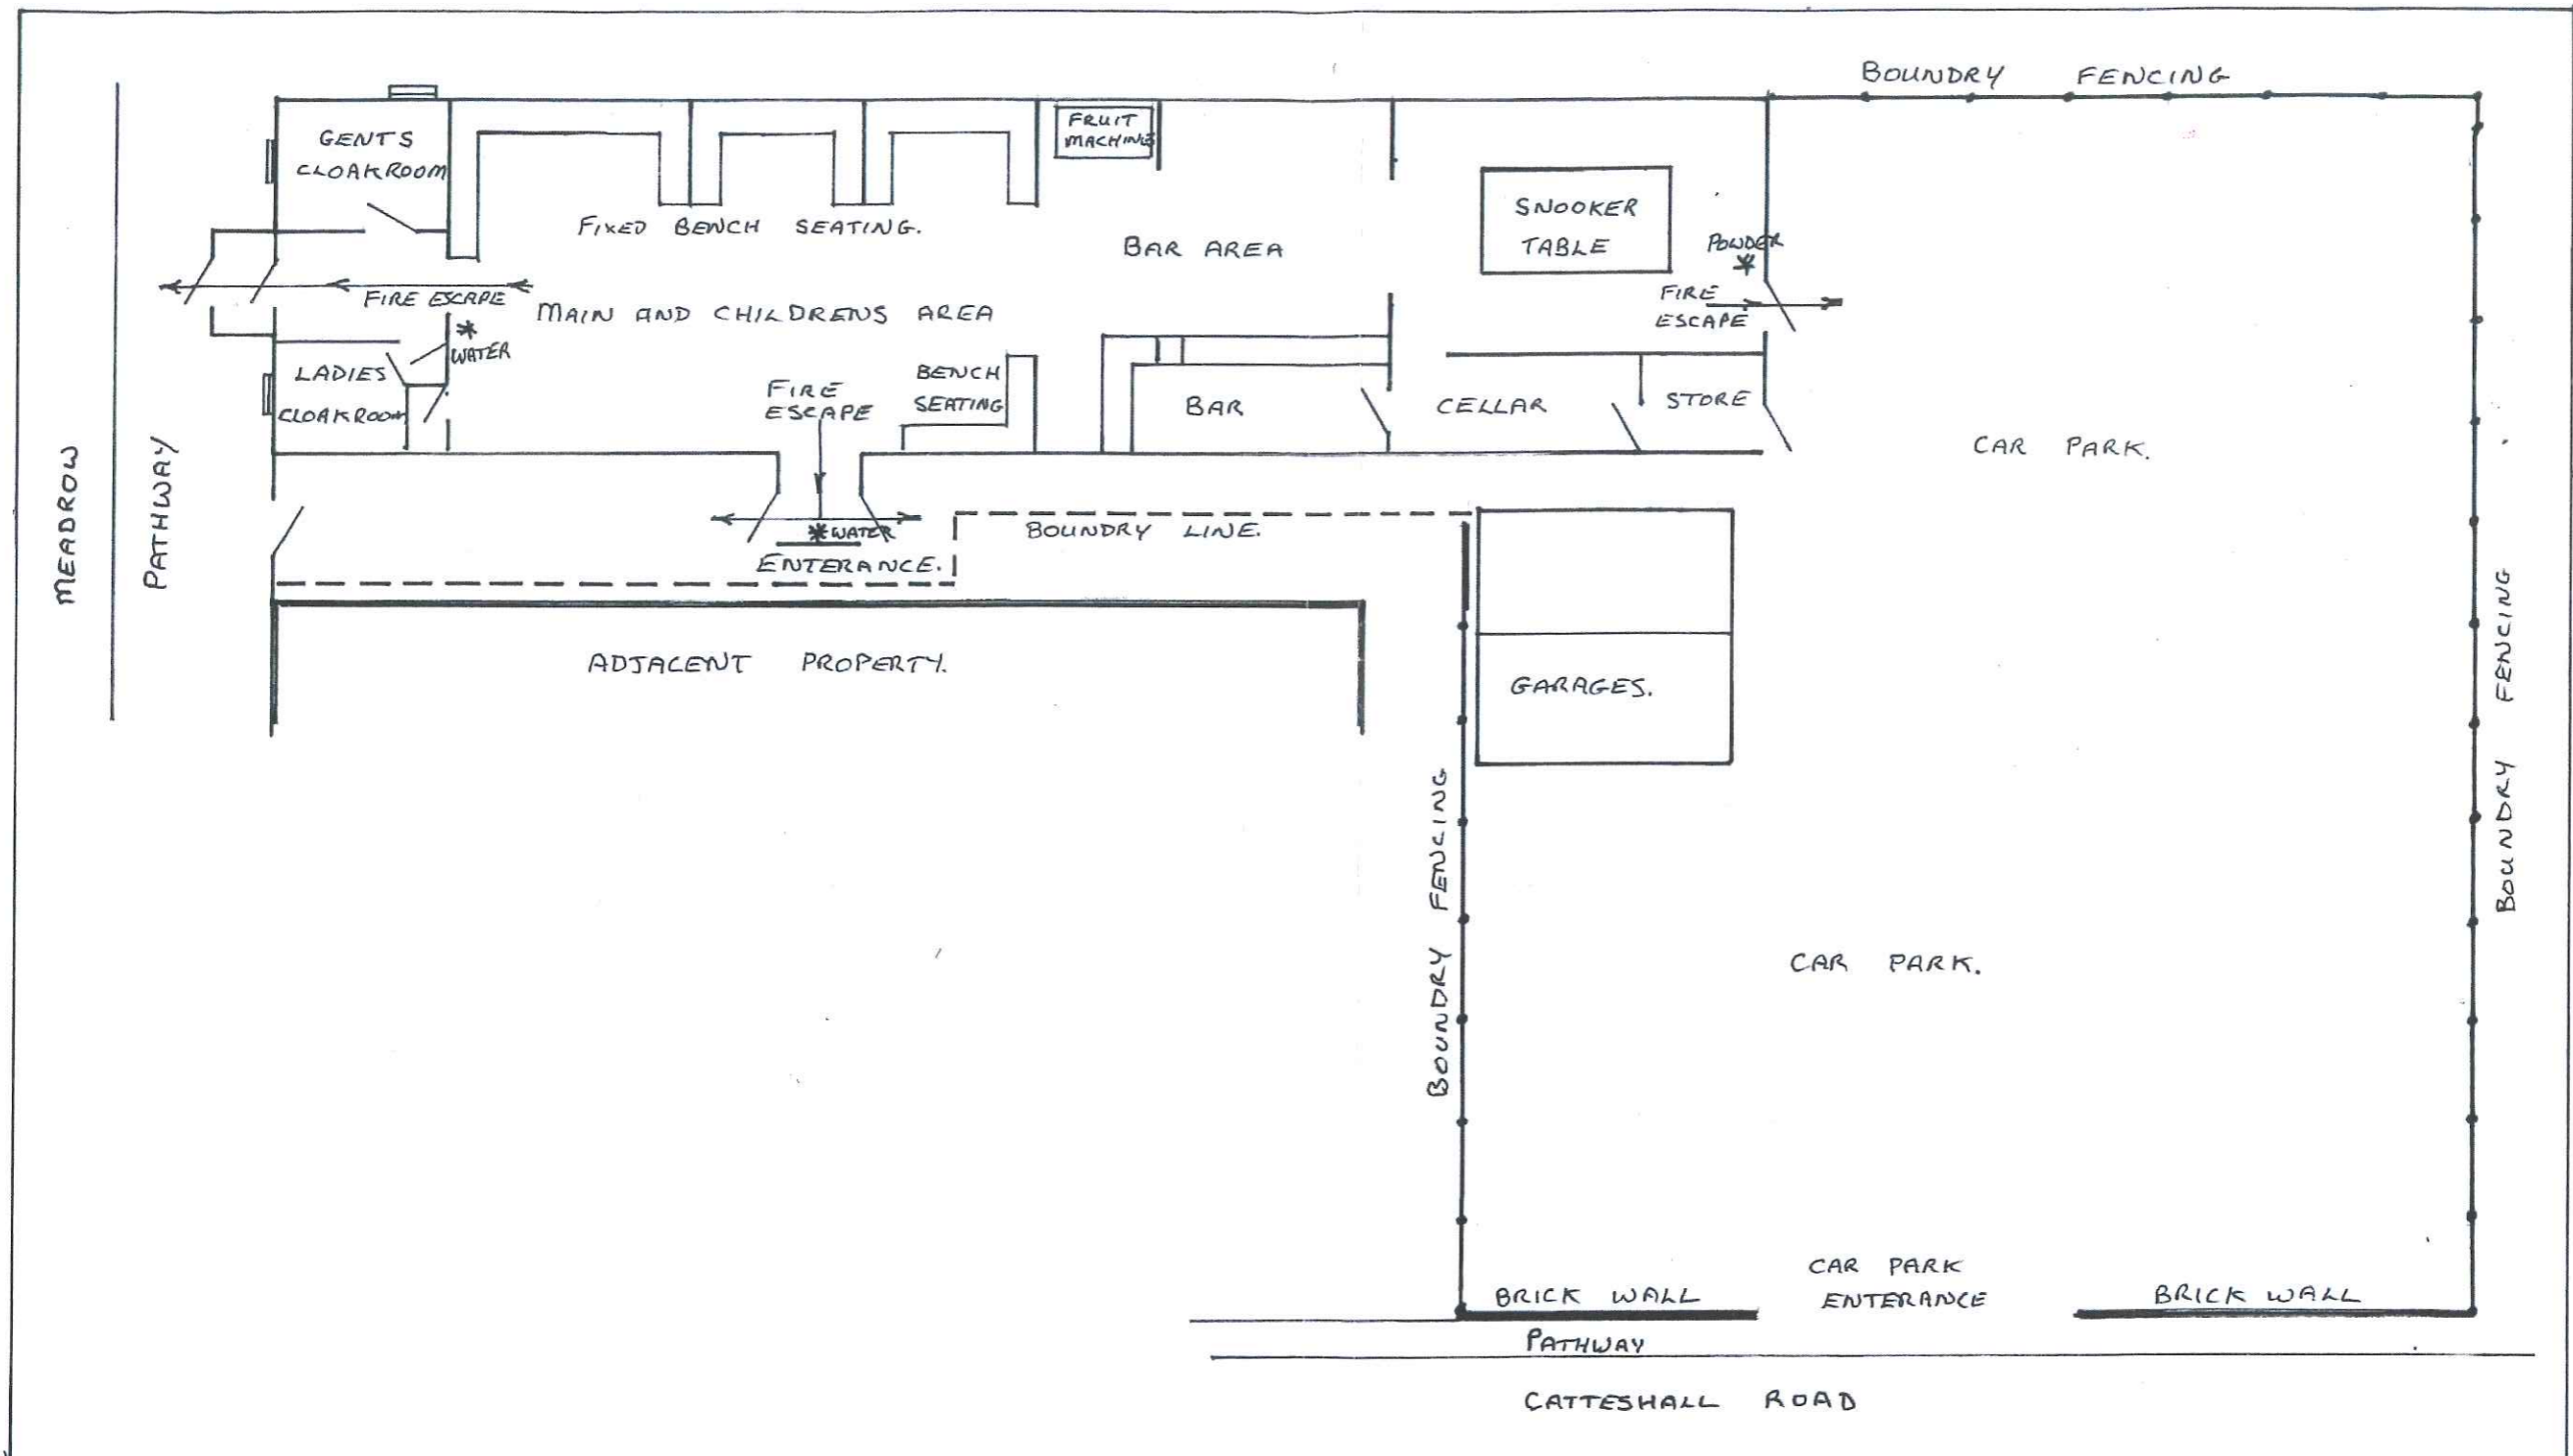 BOUNDRY FENCING
GENTS
CLOAKROOM
FRUIT
MACHINE
FIXED BENCH SEATING.
BAR AREA
SNOOKER
TABLE
POWDER
FIRE
ESCAPE
FIRE ESCAPE
MAIN AND CHILDRENS AREA
WATER
LADIES
CLOAKROOM
FIRE
ESCAPE
BENCH
SEATING
BAR
CELLAR
STORE
CAR PARK.
MEADROW
PATHWAY
WATER
ENTERANCE.
BOUNDRY LINE.
ADJACENT PROPERTY.
GARAGES.
BOUNDRY FENCING
BOUNDRY FENCING
CAR PARK.
CAR PARK
ENTERANCE
BRICK WALL
BRICK WALL
PATHWAY
CATTESHALL ROAD